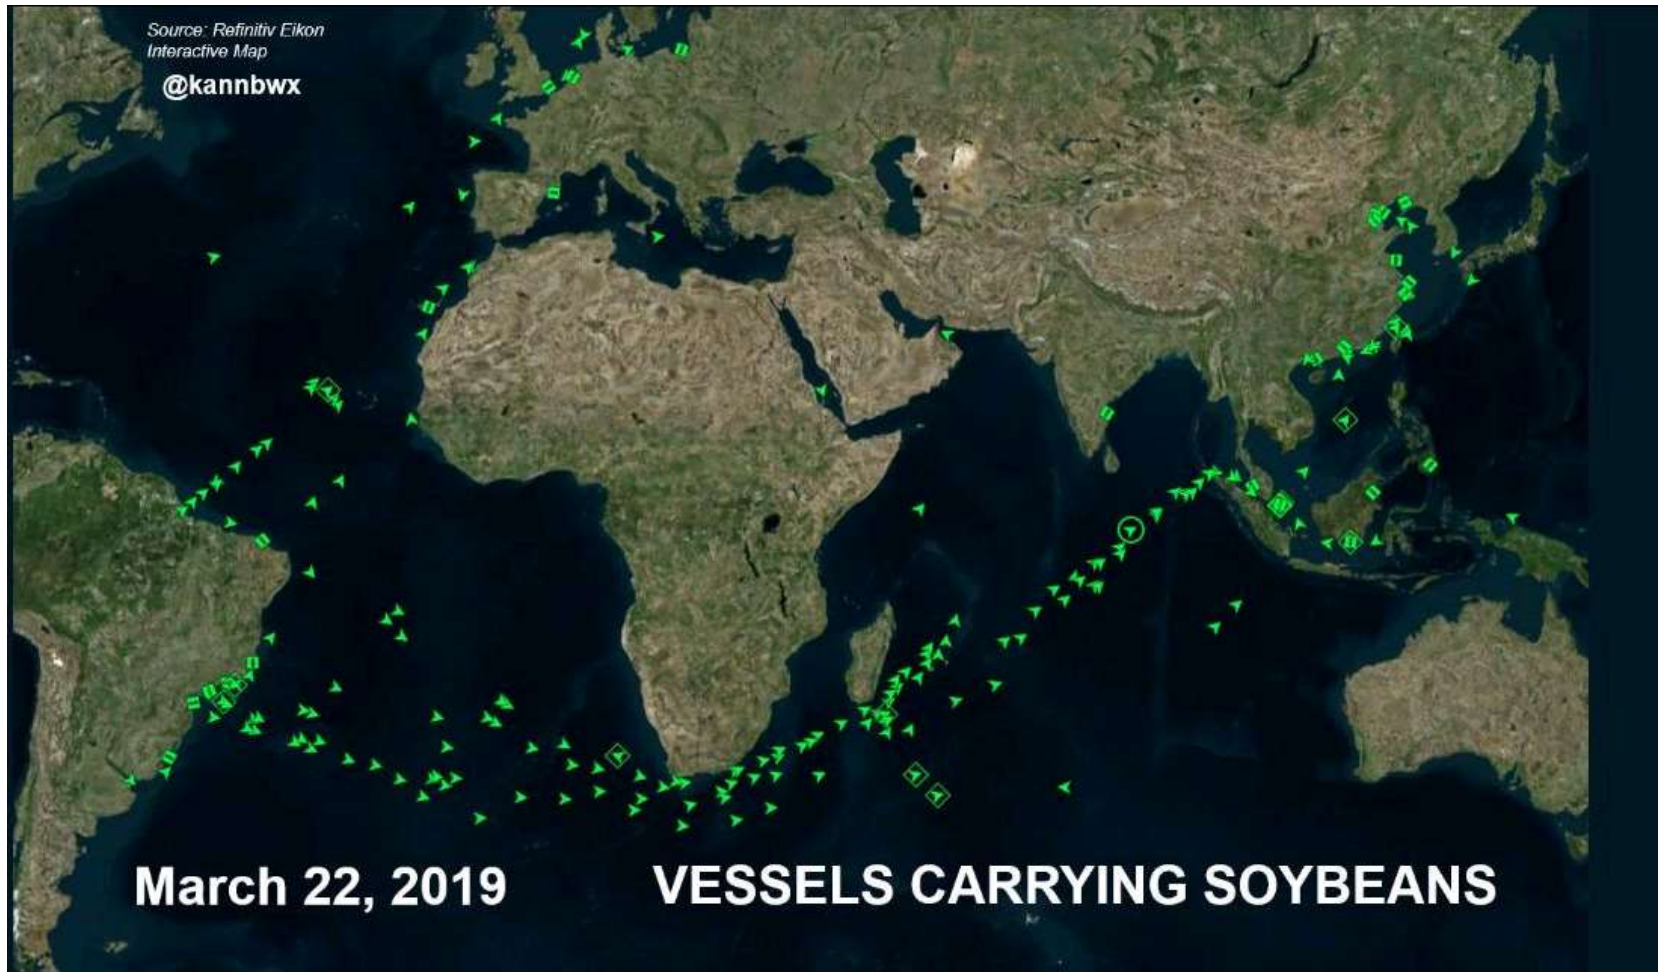 Source: Refinitiv Eikon
Interactive Map
@kannbwx
March 22, 2019
VESSELS CARRYING SOYBEANS